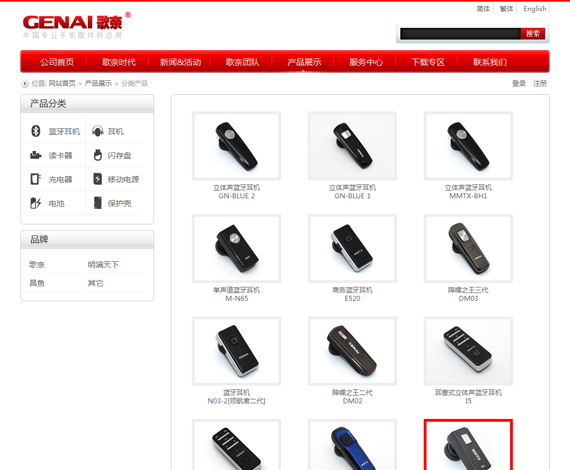 简体 繁体 English
GENAI 歌奈®
中国专业手机配件供应商
搜索
公司首页 歌奈时代 新闻&活动 歌奈团队 产品展示 服务中心 下载专区 联系我们
位置: 网站首页 » 产品展示 » 分类产品
登录 注册
产品分类
蓝牙耳机 耳机
读卡器 闪存盘
充电器 移动电源
电池 保护壳
品牌
歌奈 明满天下
昌鱼 其它
立体声蓝牙耳机
GN-BLUE 2
立体声蓝牙耳机
GN-BLUE 1
立体声蓝牙耳机
MMTX-BH1
单声道蓝牙耳机
M-N65
商务蓝牙耳机
E520
降噪之王三代
DM03
蓝牙耳机
N03-2[领航者二代]
降噪之王二代
DM02
耳塞式立体声蓝牙耳机
I5